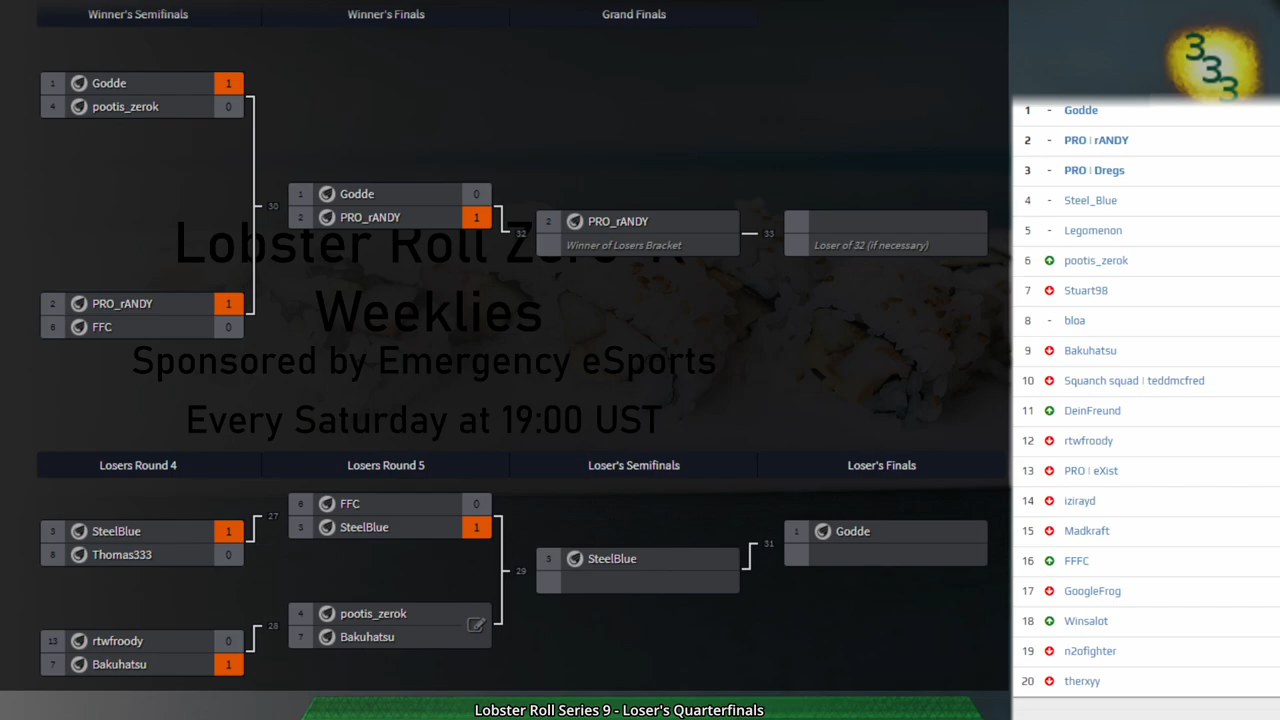 Winner's Semifinals
Winner's Finals
Grand Finals
1 Godde 1
4 pootis_zerok 0
30
2 PRO_rANDY 1
6 FFC 0
1 Godde 0
2 PRO_rANDY 1
32
2 PRO_rANDY
Winner of Losers Bracket
33
Loser of 32 (if necessary)
Lobster Roll Zero-K
Weeklies
Sponsored by Emergency eSports
Every Saturday at 19:00 UST
Losers Round 4
Losers Round 5
Loser's Semifinals
Loser's Finals
SteelBlue 1
8 Thomas333 0
27
13 rtwfroody 0
7 Bakuhatsu 1
28
6 FFC 0
SteelBlue 1
4 pootis_zerok
7 Bakuhatsu
29
SteelBlue
31
1 Godde
3
3
3
1 - Godde
2 - PRO | rANDY
3 - PRO | Dregs
4 - Steel_Blue
5 - Legomenon
6 pootis_zerok
7 Stuart98
8 - bloa
9 Bakuhatsu
10 Squanch squad | teddmcfred
11 DeinFreund
12 rtwfroody
13 PRO | eXist
14 izirayd
15 Madkraft
16 FFFC
17 GoogleFrog
18 Winsalot
19 n2ofighter
20 therxyy
Lobster Roll Series 9 - Loser's Quarterfinals